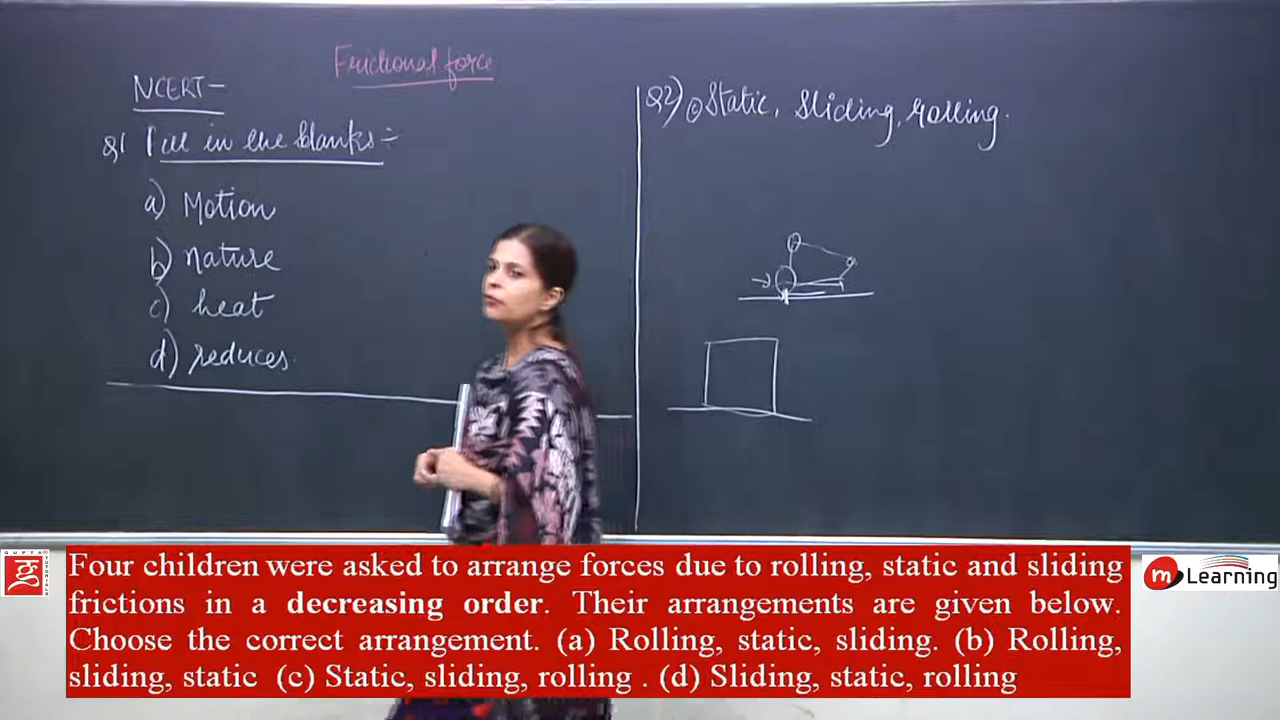 Frictional force
NCERT-
Q1 Fill in the blanks:-
a) Motion
b) nature
c) heat
d) reduces.
Q2) (c) Static, Sliding, rolling.
Four children were asked to arrange forces due to rolling, static and sliding
frictions in a decreasing order. Their arrangements are given below.
Choose the correct arrangement. (a) Rolling, static, sliding. (b) Rolling,
sliding, static (c) Static, sliding, rolling . (d) Sliding, static, rolling
GUPTA
m Learning